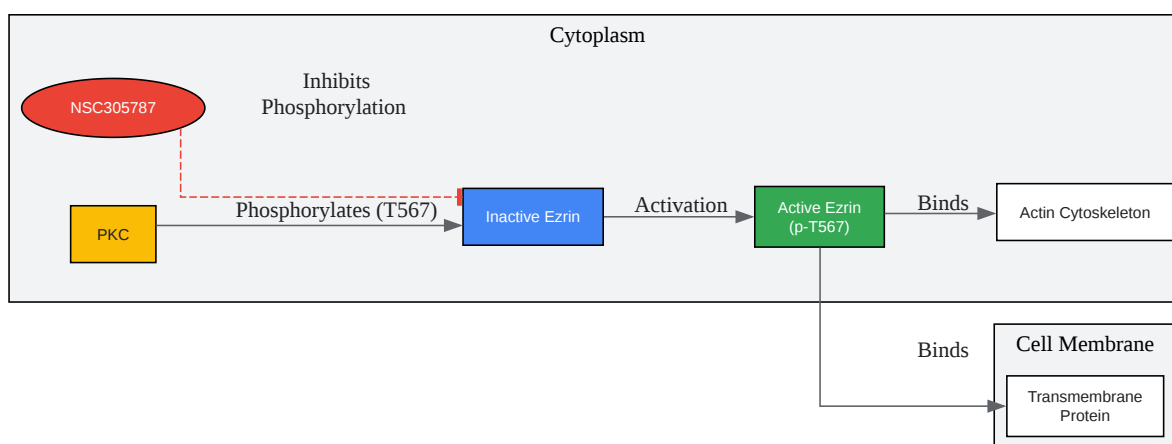 Cytoplasm
Inhibits
Phosphorylation
NSC305787
Phosphorylates (T567)
PKC
Inactive Ezrin
Activation
Active Ezrin
(p-T567)
Binds
Actin Cytoskeleton
Binds
Cell Membrane
Transmembrane
Protein